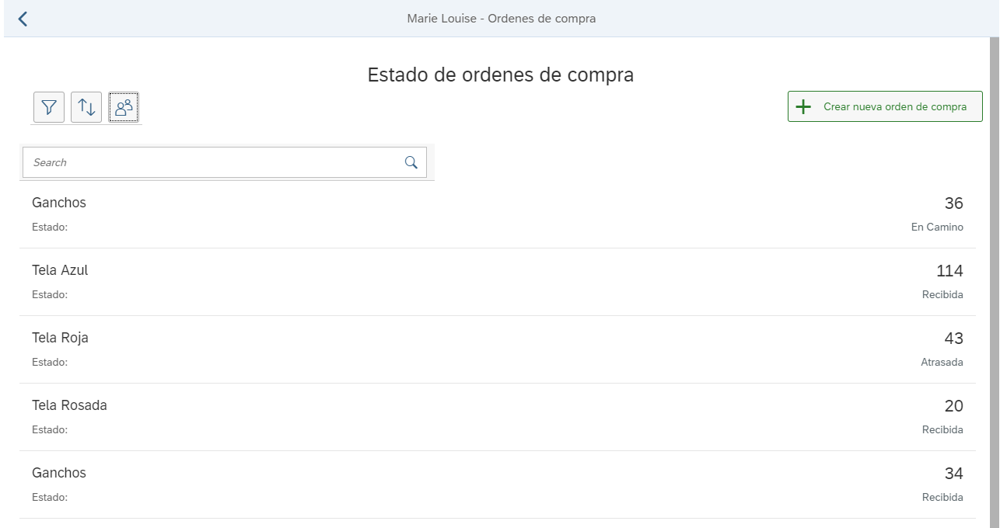 Marie Louise - Ordenes de compra
Estado de ordenes de compra
Crear nueva orden de compra
Search
Ganchos
36
Estado:
En Camino
Tela Azul
114
Estado:
Recibida
Tela Roja
43
Estado:
Atrasada
Tela Rosada
20
Estado:
Recibida
Ganchos
34
Estado:
Recibida